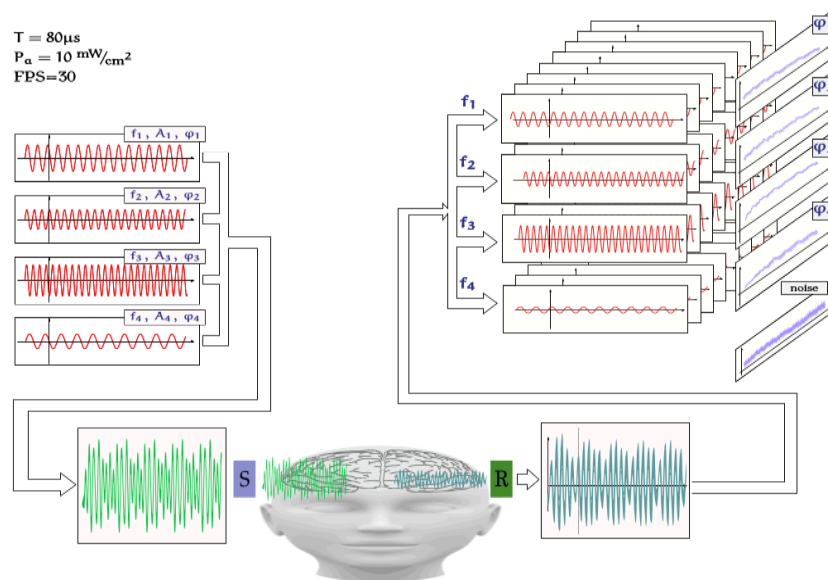 T = 80μs
Pa = 10 mW/cm²
FPS=30
f1, A1, φ1
f2, A2, φ2
f3, A3, φ3
f4, A4, φ4
S
R
f1
f2
f3
f4
φ
φ
φ
φ
noise